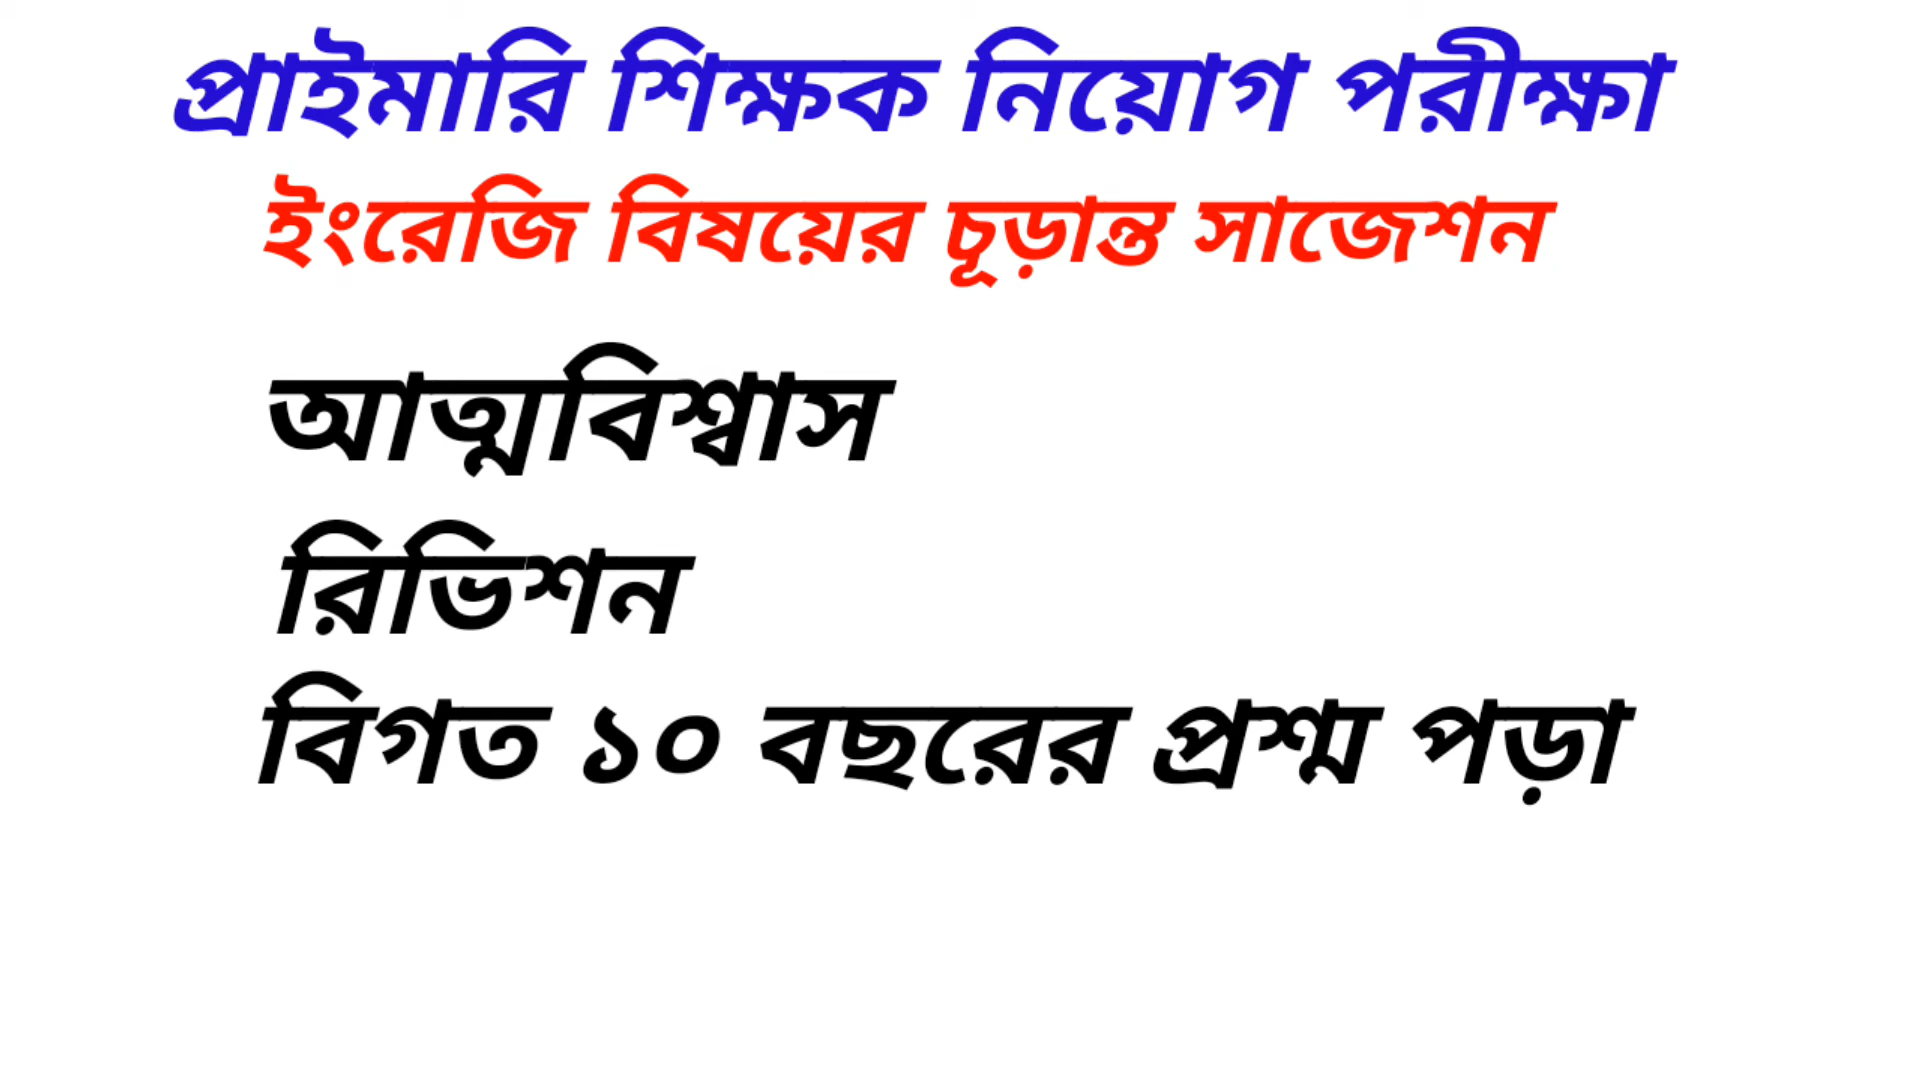 প্রাইমারি শিক্ষক নিয়োগ পরীক্ষা
ইংরেজি বিষয়ের চূড়ান্ত সাজেশন
আত্মবিশ্বাস
রিভিশন
বিগত ১০ বছরের প্রশ্ম পড়া